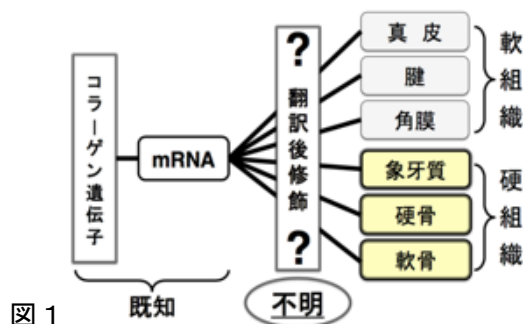 コラーゲン遺伝子
mRNA
?
翻訳後修飾
?
真 皮
腱
角膜
象牙質
硬骨
軟骨
軟組織
硬組織
既知
不明
図1